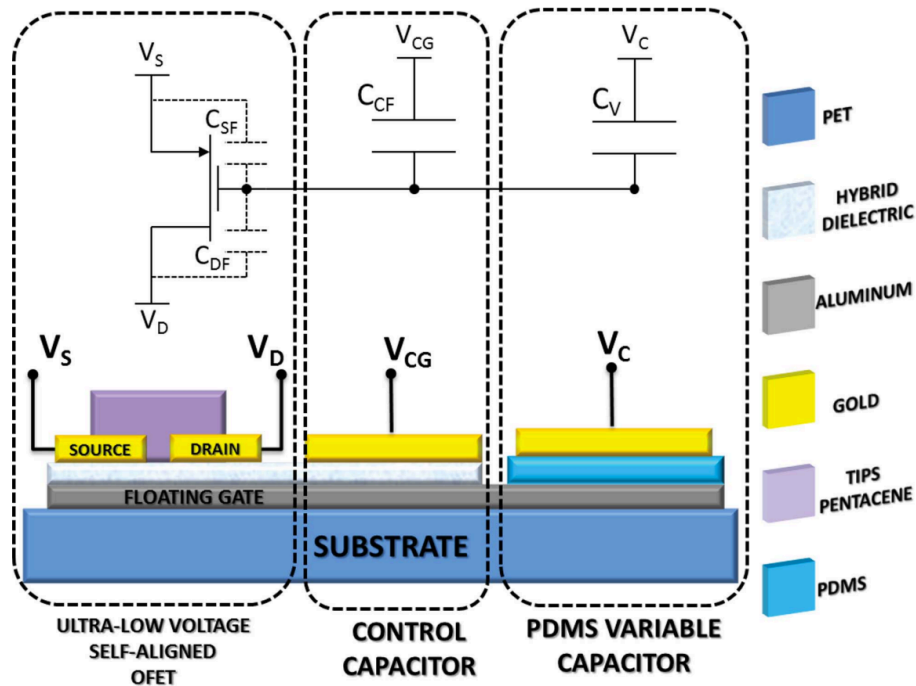 V_S
C_SF
C_DF
V_D
V_CG
C_CF
V_C
C_V
V_S
V_D
V_CG
V_C
SOURCE
DRAIN
FLOATING GATE
SUBSTRATE
ULTRA-LOW VOLTAGE
SELF-ALIGNED
OFET
CONTROL
CAPACITOR
PDMS VARIABLE
CAPACITOR
PET
HYBRID
DIELECTRIC
ALUMINUM
GOLD
TIPS
PENTACENE
PDMS